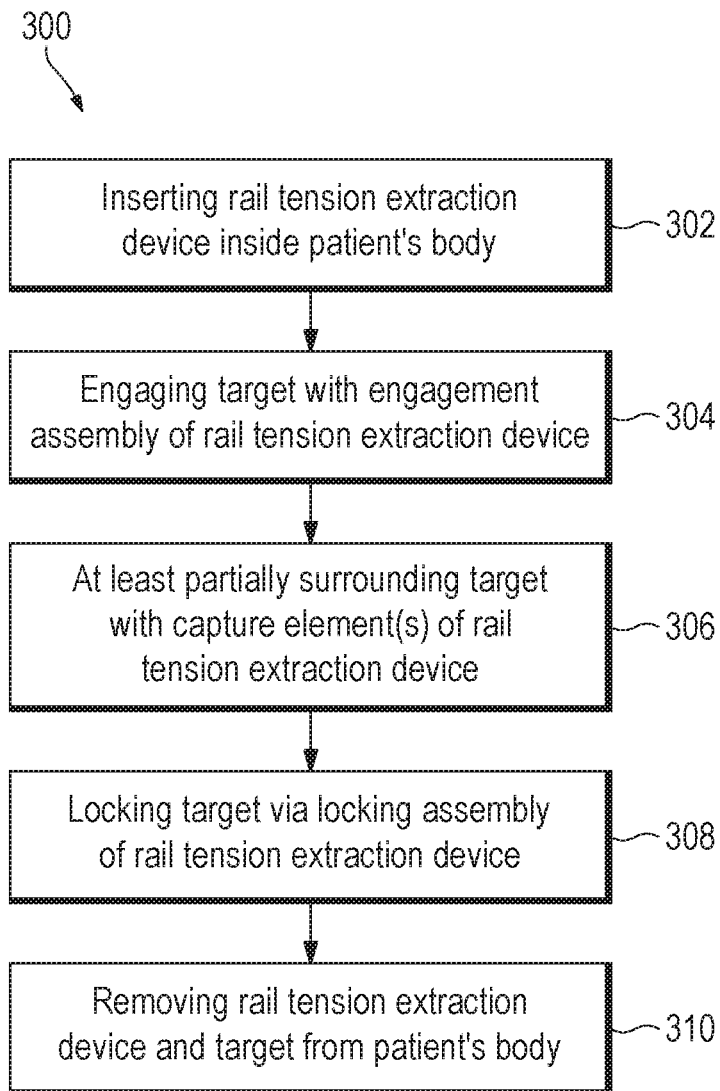 300
Inserting rail tension extraction
device inside patient's body
302
Engaging target with engagement
assembly of rail tension extraction device
304
At least partially surrounding target
with capture element(s) of rail
tension extraction device
306
Locking target via locking assembly
of rail tension extraction device
308
Removing rail tension extraction
device and target from patient's body
310